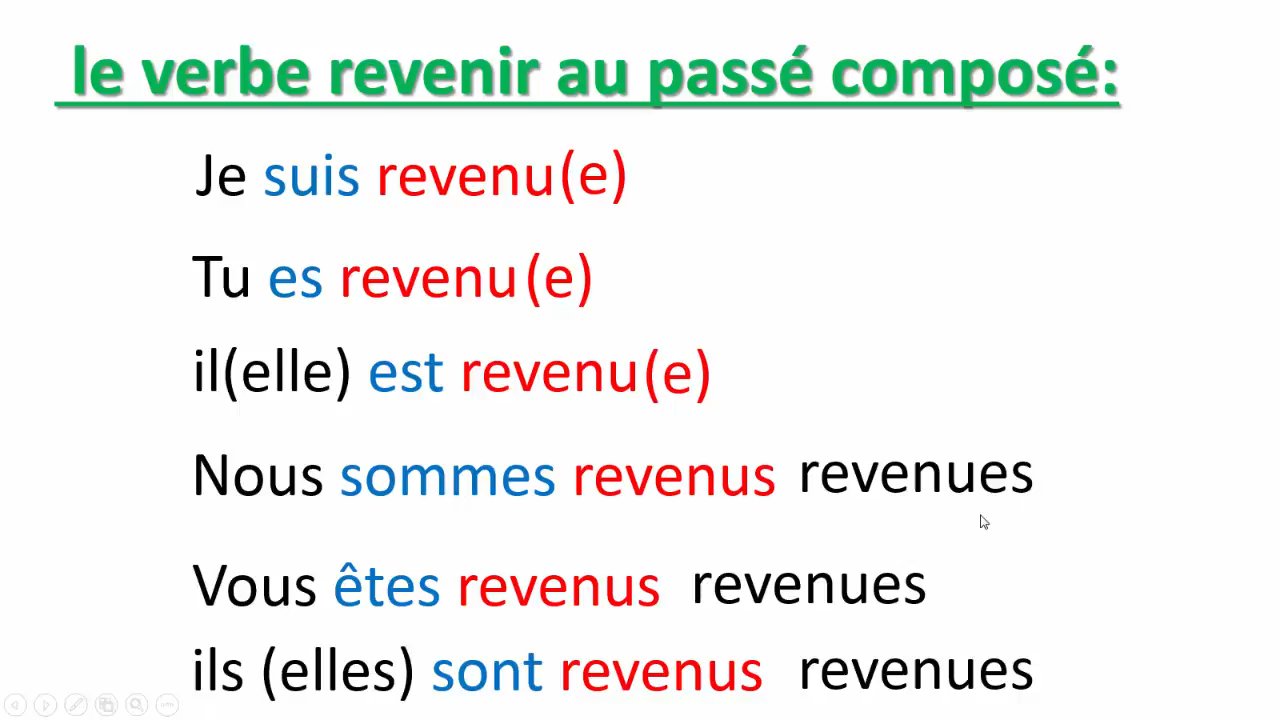 le verbe revenir au passé composé:
Je suis revenu(e)
Tu es revenu(e)
il(elle) est revenu(e)
Nous sommes revenus revenues
Vous êtes revenus revenues
ils (elles) sont revenus revenues